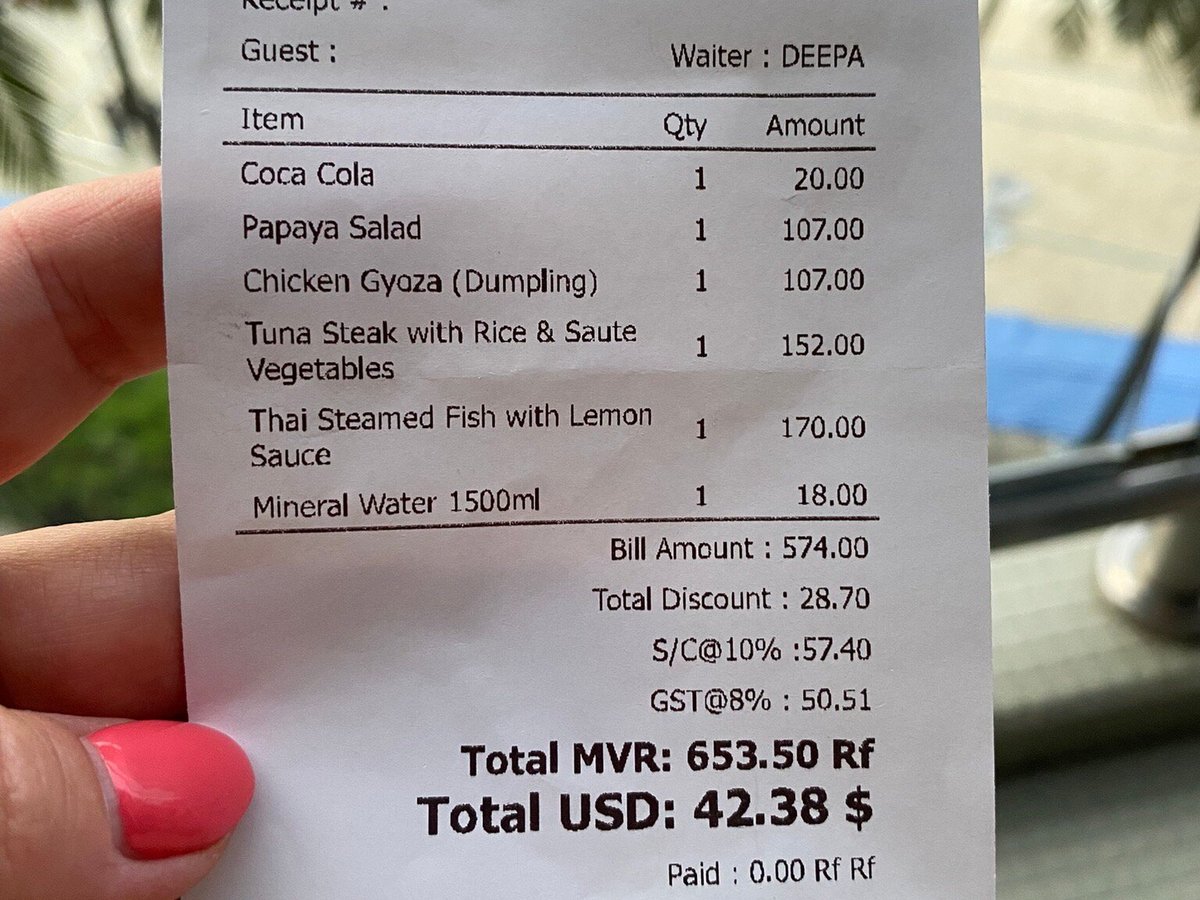 Receipt # :
Guest :
Waiter : DEEPA
Item Qty Amount
Coca Cola 1 20.00
Papaya Salad 1 107.00
Chicken Gyoza (Dumpling) 1 107.00
Tuna Steak with Rice & Saute
Vegetables 1 152.00
Thai Steamed Fish with Lemon
Sauce 1 170.00
Mineral Water 1500ml 1 18.00
Bill Amount : 574.00
Total Discount : 28.70
S/C@10% :57.40
GST@8% : 50.51
Total MVR: 653.50 Rf
Total USD: 42.38 $
Paid : 0.00 Rf Rf